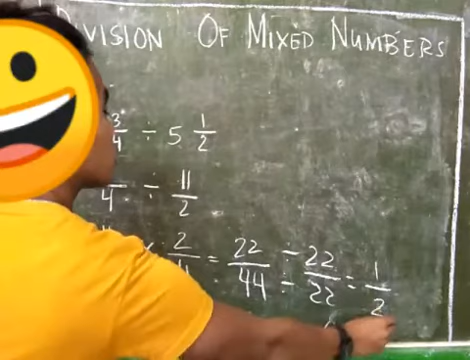 DIVISION OF MIXED NUMBERS
3/4 ÷ 5 1/2
4 ÷ 11/2
× 2 = 22/44 ÷ 22/22 = 1/2